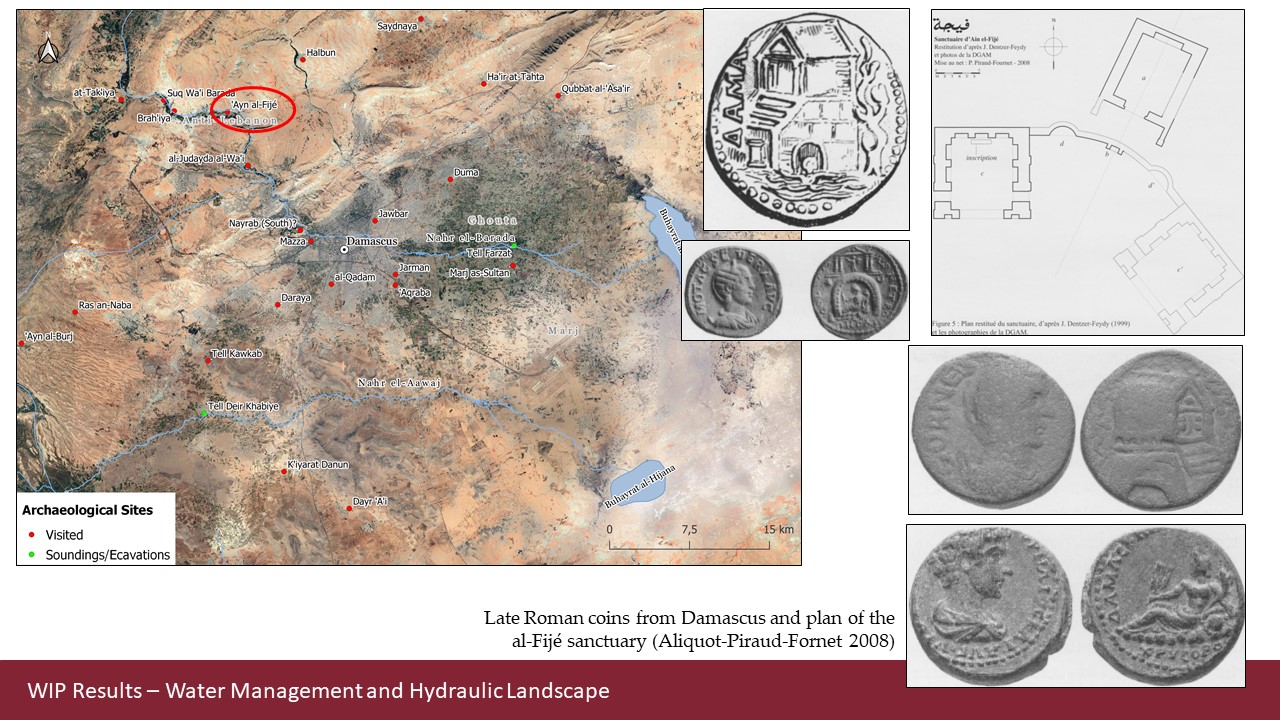 N
Saydnaya
Halbun
Ha'ir at-Tahta
Qubbat al-'Asa'ir
at-Takiya
Suq Wa'i Barada
'Ayn al-Fijé
Brah'iya
Anti-Lebanon
al-Judayda al-Wa'i
Duma
Jawbar
Ghouta
Nayrab (South)?
Mazza
Damascus
Nahr el-Barada
Tell Farzat
Marj as-Sultan
Jarman
al-Qadam
'Aqraba
Daraya
Ras an-Naba
'Ayn al-Burj
Marj
Tell Kawkab
Nahr el-Aawaj
Tell Deir Khabiye
K'iyarat Danun
Dayr 'A'i
Buhayrat al-Hijana
0 7,5 15 km
Archaeological Sites
Visited
Soundings/Ecavations
ΔΑΜΑ
فيجة
Sanctuaire d'Ain el-Fijé
Restitution d'après J. Dentzer-Feydy
et photos de la DGAM
Mise au net : P. Piraud-Fournet - 2008
N
a
inscription
c
d
b
d'
c'
Figure 5 : Plan restitué du sanctuaire, d'après J. Dentzer-Feydy (1999)
et les photographies de la DGAM.
Late Roman coins from Damascus and plan of the
al-Fijé sanctuary (Aliquot-Piraud-Fornet 2008)
WIP Results – Water Management and Hydraulic Landscape